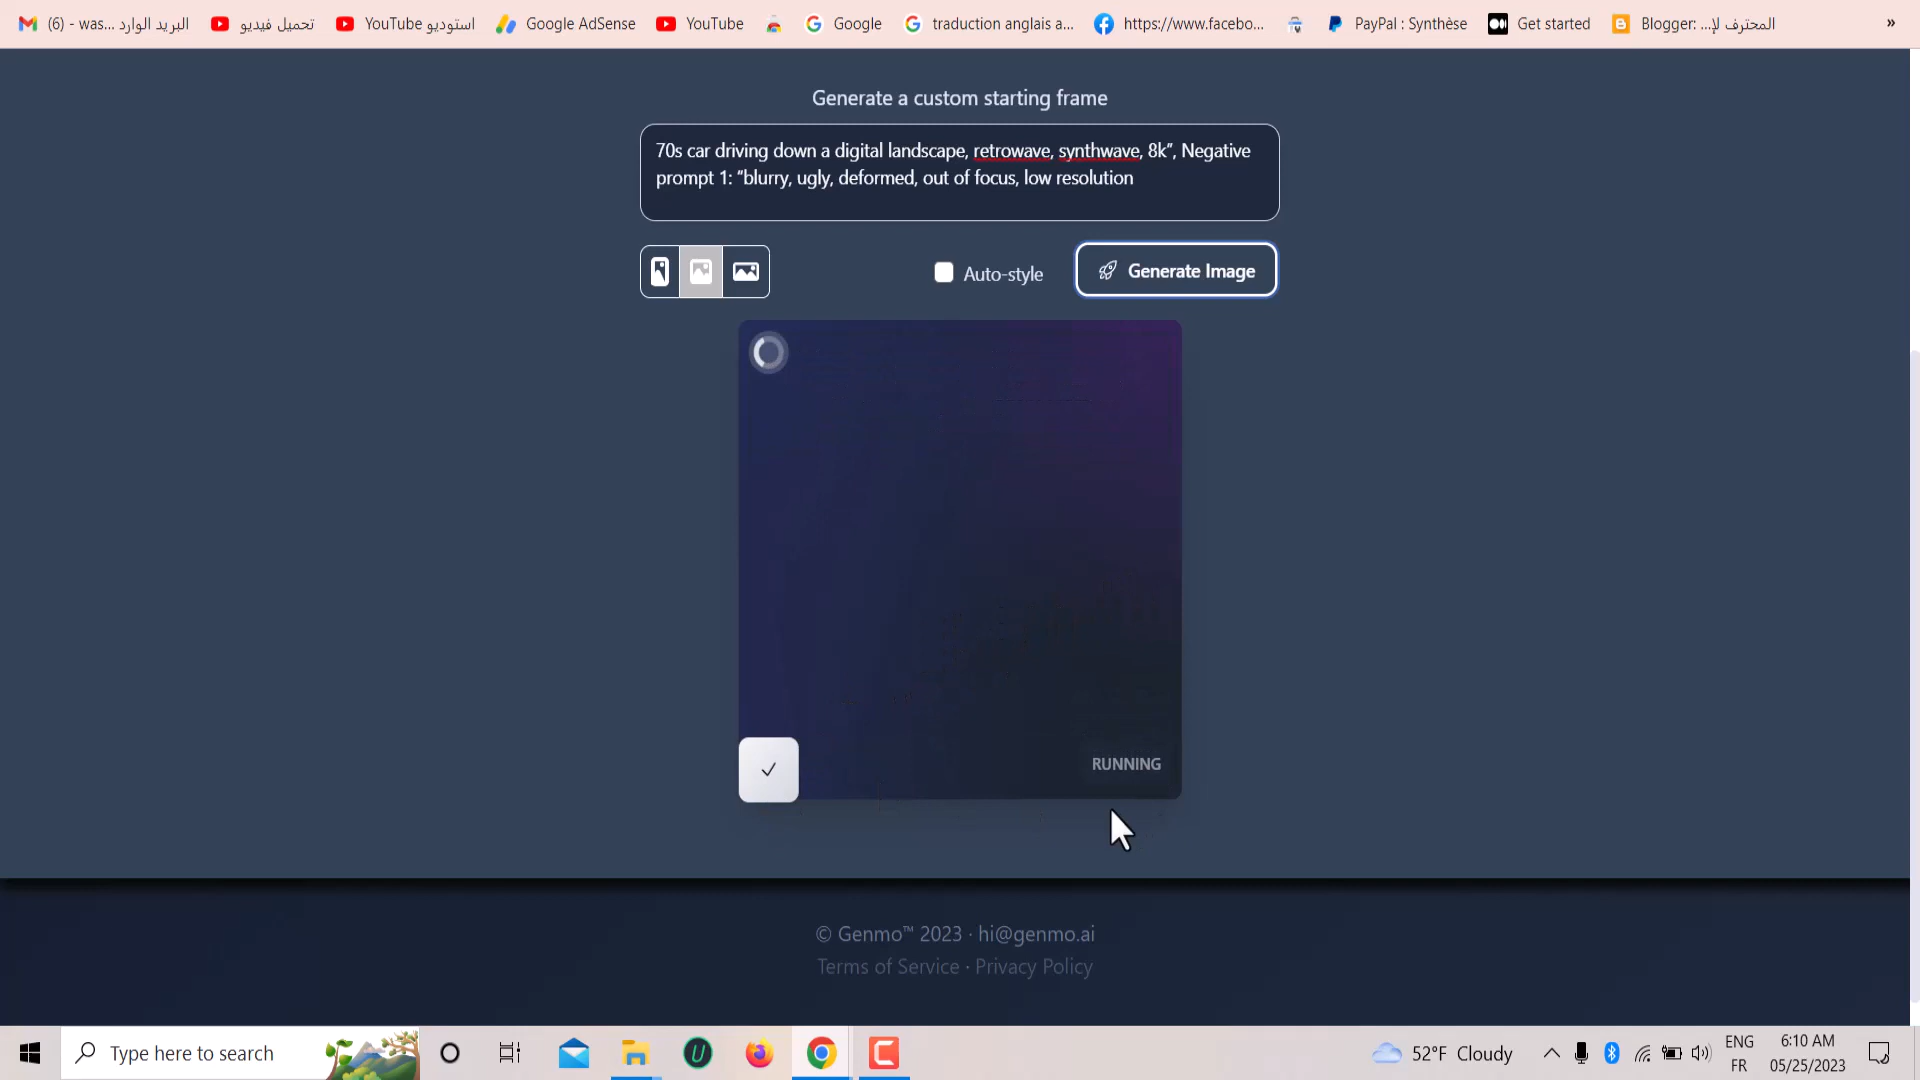 (6) - was... البريد الوارد
تحميل فيديو
YouTube استوديو
Google AdSense
YouTube
Google
traduction anglais a...
https://www.facebo...
PayPal : Synthèse
Get started
Blogger: ...المحترف لإ
»
Generate a custom starting frame
70s car driving down a digital landscape, retrowave, synthwave, 8k”, Negative
prompt 1: “blurry, ugly, deformed, out of focus, low resolution
Auto-style
Generate Image
RUNNING
© Genmo™ 2023 · hi@genmo.ai
Terms of Service · Privacy Policy
Type here to search
52°F Cloudy
ENG
FR
6:10 AM
05/25/2023